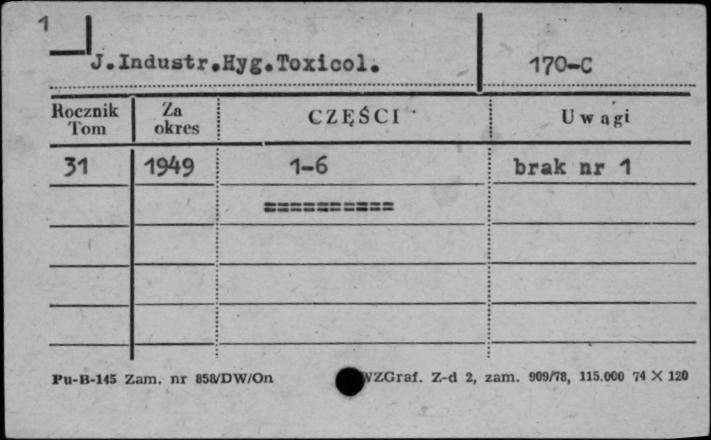 1
J.Industr.Hyg.Toxicol. 170-C
Rocznik Tom Za okres CZĘŚCI Uwagi
31 1949 1-6 brak nr 1
==========
Pu-B-145 Zam. nr 858/DW/On WZGraf. Z-d 2, zam. 909/78, 115.000 74 X 120